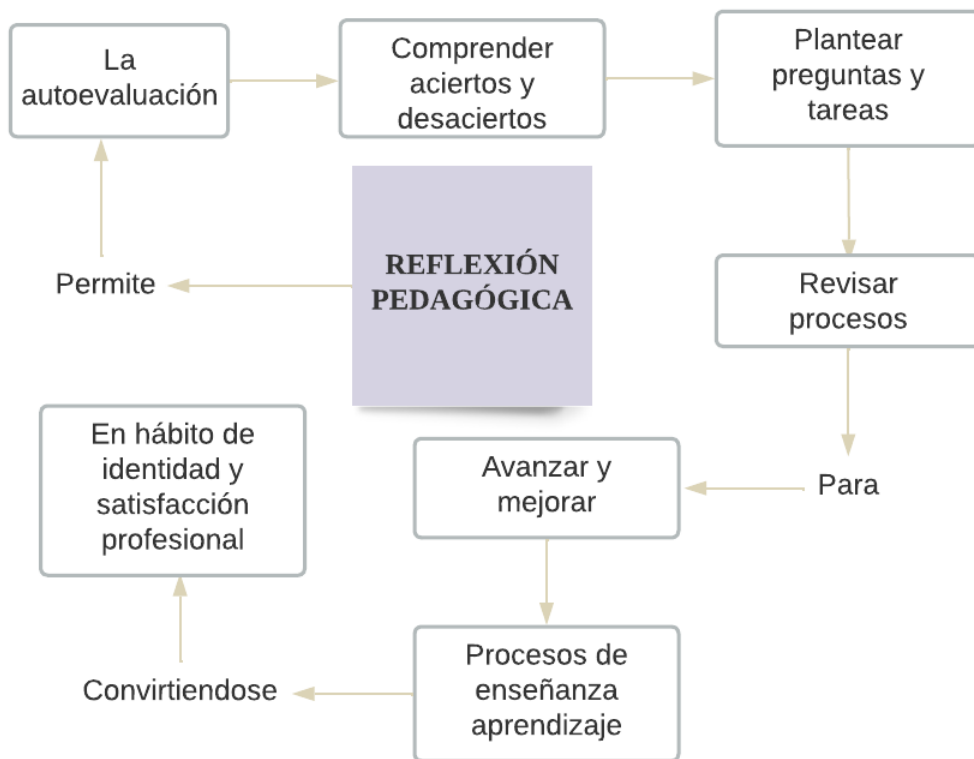 La
autoevaluación
Comprender
aciertos y
desaciertos
Plantear
preguntas y
tareas
REFLEXIÓN
PEDAGÓGICA
Permite
Revisar
procesos
En hábito de
identidad y
satisfacción
profesional
Avanzar y
mejorar
Para
Procesos de
enseñanza
aprendizaje
Convirtiendose